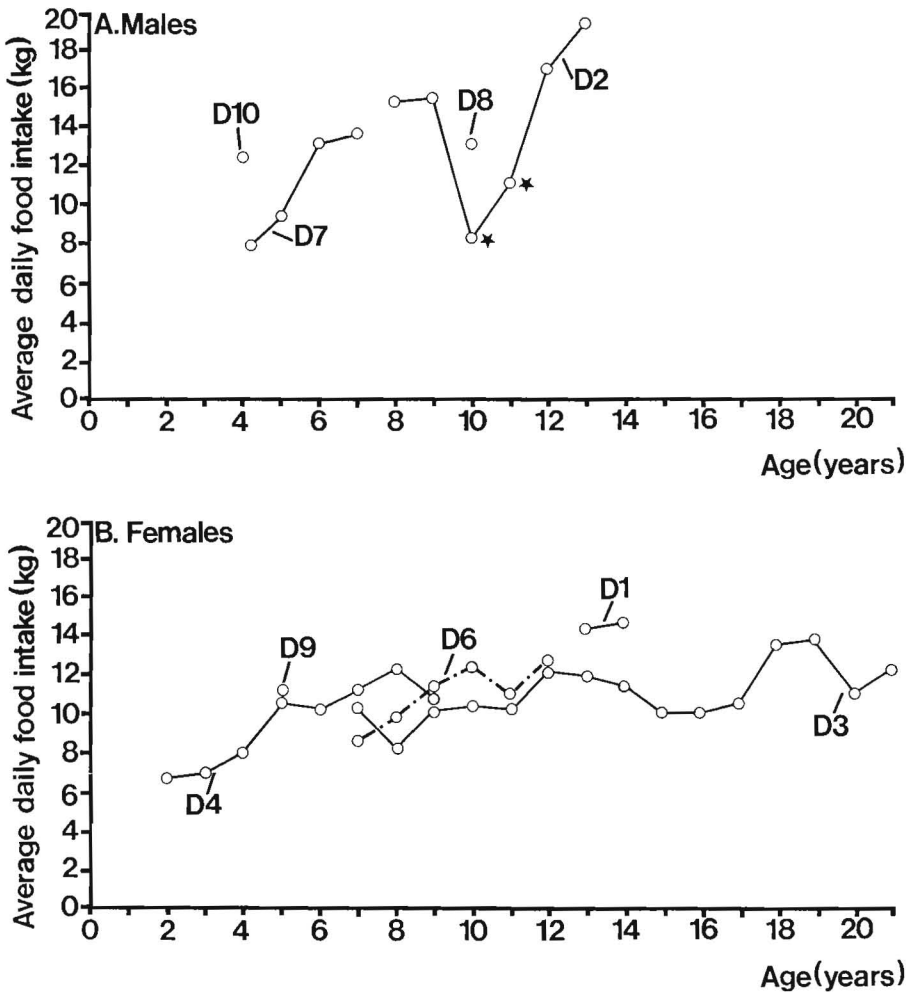 A.Males
Average daily food intake(kg)
20
18
16
14
12
10
8
6
4
2
0
D10
D7
D8
D2
★
★
0 2 4 6 8 10 12 14 16 18 20
Age(years)
B. Females
Average daily food intake(kg)
20
18
16
14
12
10
8
6
4
2
0
D9
D4
D6
D1
D3
0 2 4 6 8 10 12 14 16 18 20
Age(years)